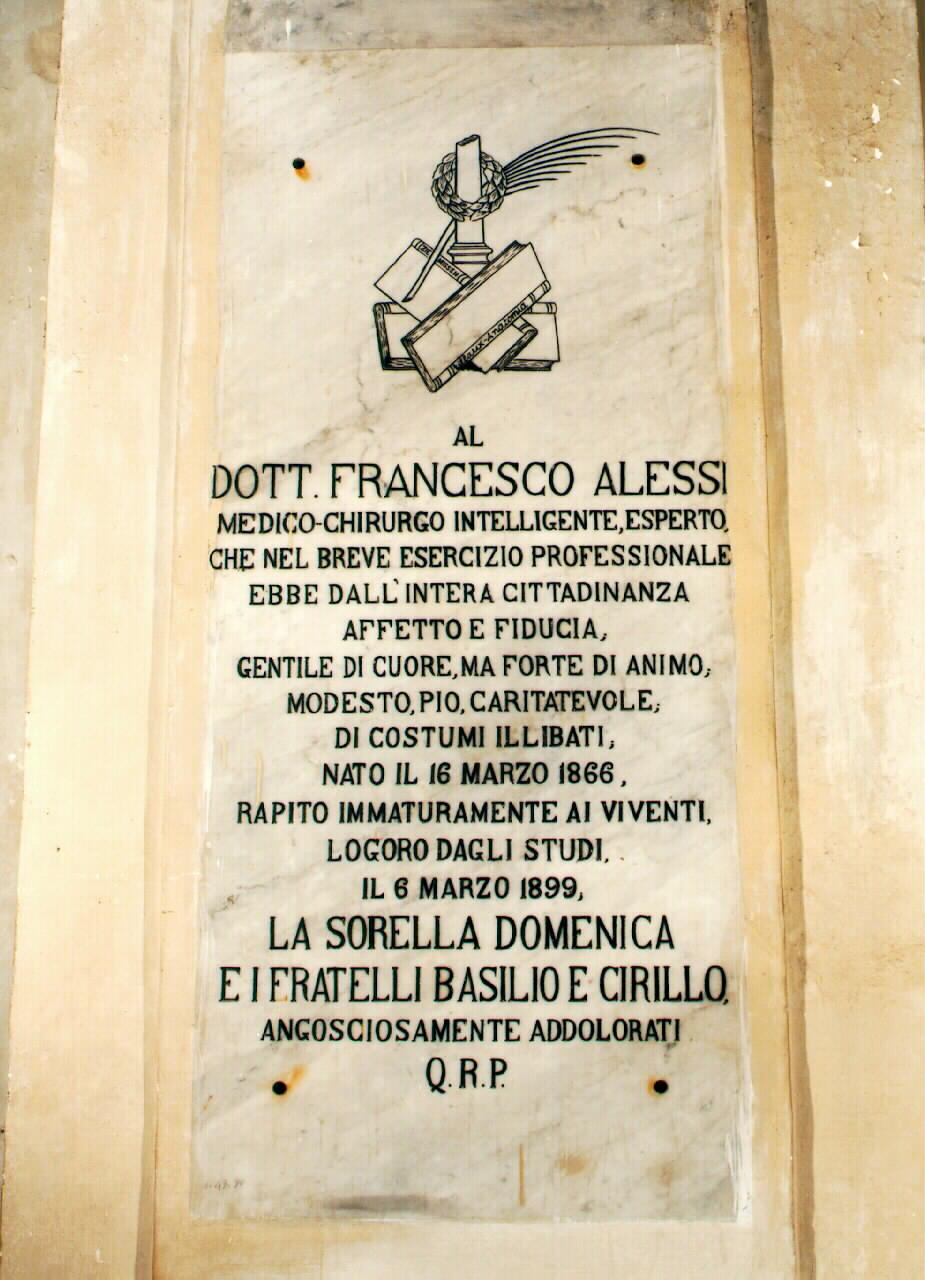 Anatomia
AL
DOTT. FRANCESCO ALESSI
MEDICO-CHIRURGO INTELLIGENTE, ESPERTO,
CHE NEL BREVE ESERCIZIO PROFESSIONALE
EBBE DALL'INTERA CITTADINANZA
AFFETTO E FIDUCIA,
GENTILE DI CUORE, MA FORTE DI ANIMO;
MODESTO, PIO, CARITATEVOLE;
DI COSTUMI ILLIBATI;
NATO IL 16 MARZO 1866,
RAPITO IMMATURAMENTE AI VIVENTI,
LOGORO DAGLI STUDI,
IL 6 MARZO 1899,
LA SORELLA DOMENICA
E I FRATELLI BASILIO E CIRILLO,
ANGOSCIOSAMENTE ADDOLORATI
Q.R.P.